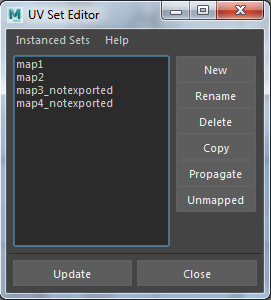 UV Set Editor
Instanced Sets Help
map1
map2
map3_notexported
map4_notexported
New
Rename
Delete
Copy
Propagate
Unmapped
Update Close